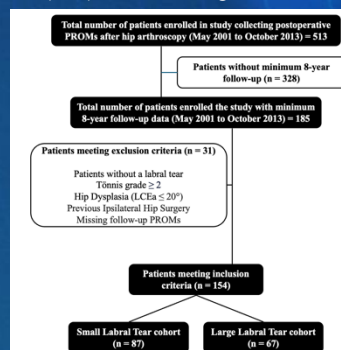 Total number of patients enrolled in study collecting postoperative
PROMs after hip arthroscopy (May 2001 to October 2013) = 513
Patients without minimum 8-year
follow-up (n = 328)
Total number of patients enrolled the study with minimum
8-year follow-up data (May 2001 to October 2013) = 185
Patients meeting exclusion criteria (n = 31)
Patients without a labral tear
Tönnis grade ≥ 2
Hip Dysplasia (LCEa ≤ 20°)
Previous Ipsilateral Hip Surgery
Missing follow-up PROMs
Patients meeting inclusion
criteria (n = 154)
Small Labral Tear cohort
(n = 87)
Large Labral Tear cohort
(n = 67)